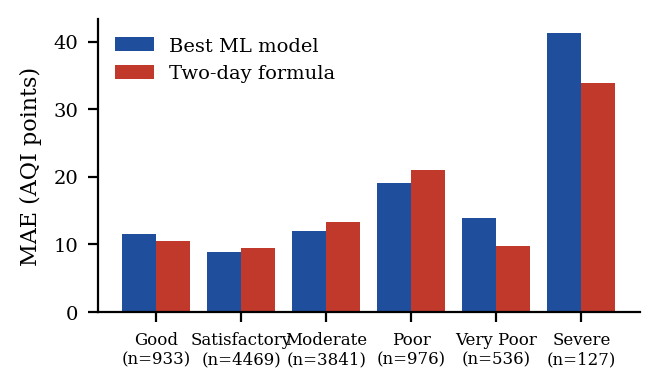 MAE (AQI points)
40
30
20
10
0
Best ML model
Two-day formula
Good Satisfactory Moderate Poor Very Poor Severe
(n=933) (n=4469) (n=3841) (n=976) (n=536) (n=127)